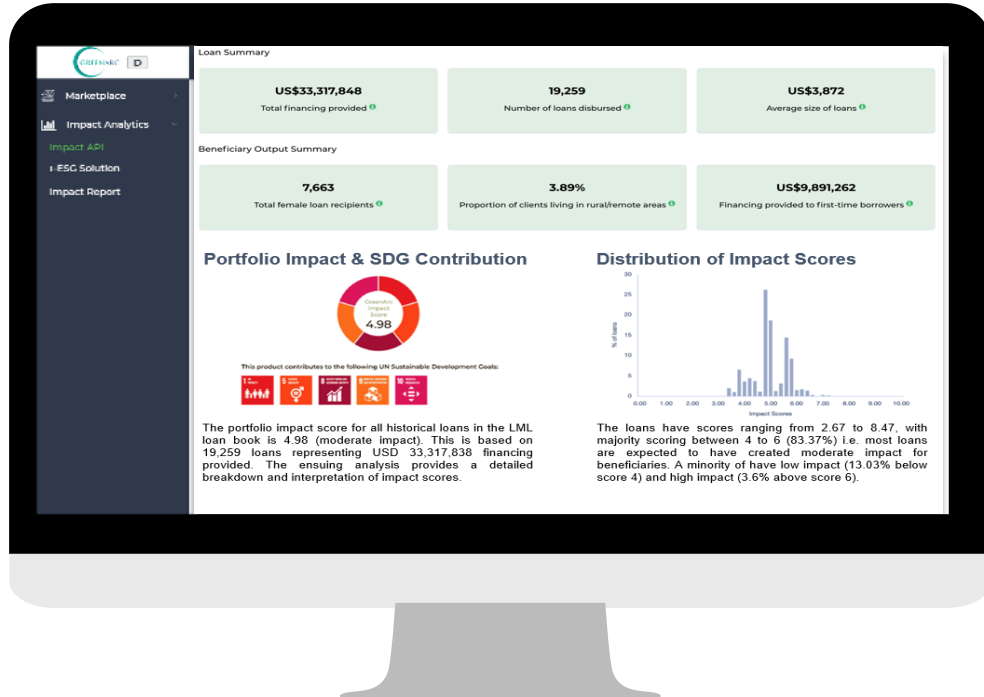 GREENARC D
Loan Summary
Marketplace
Impact Analytics
Impact API
i-ESG Solution
Impact Report
US$33,317,848
Total financing provided
19,259
Number of loans disbursed
US$3,872
Average size of loans
Beneficiary Output Summary
7,663
Total female loan recipients
3.89%
Proportion of clients living in rural/remote areas
US$9,891,262
Financing provided to first-time borrowers
Portfolio Impact & SDG Contribution
GreenArc
Impact
Score
4.98
This product contributes to the following UN Sustainable Development Goals:
1
5
8
9
10
The portfolio impact score for all historical loans in the LML
loan book is 4.98 (moderate impact). This is based on
19,259 loans representing USD 33,317,838 financing
provided. The ensuing analysis provides a detailed
breakdown and interpretation of impact scores.
Distribution of Impact Scores
30
25
20
15
10
5
0
% of loans
0.00 1.00 2.00 3.00 4.00 5.00 6.00 7.00 8.00 9.00 10.00
Impact Scores
The loans have scores ranging from 2.67 to 8.47, with
majority scoring between 4 to 6 (83.37%) i.e. most loans
are expected to have created moderate impact for
beneficiaries. A minority of have low impact (13.03% below
score 4) and high impact (3.6% above score 6).